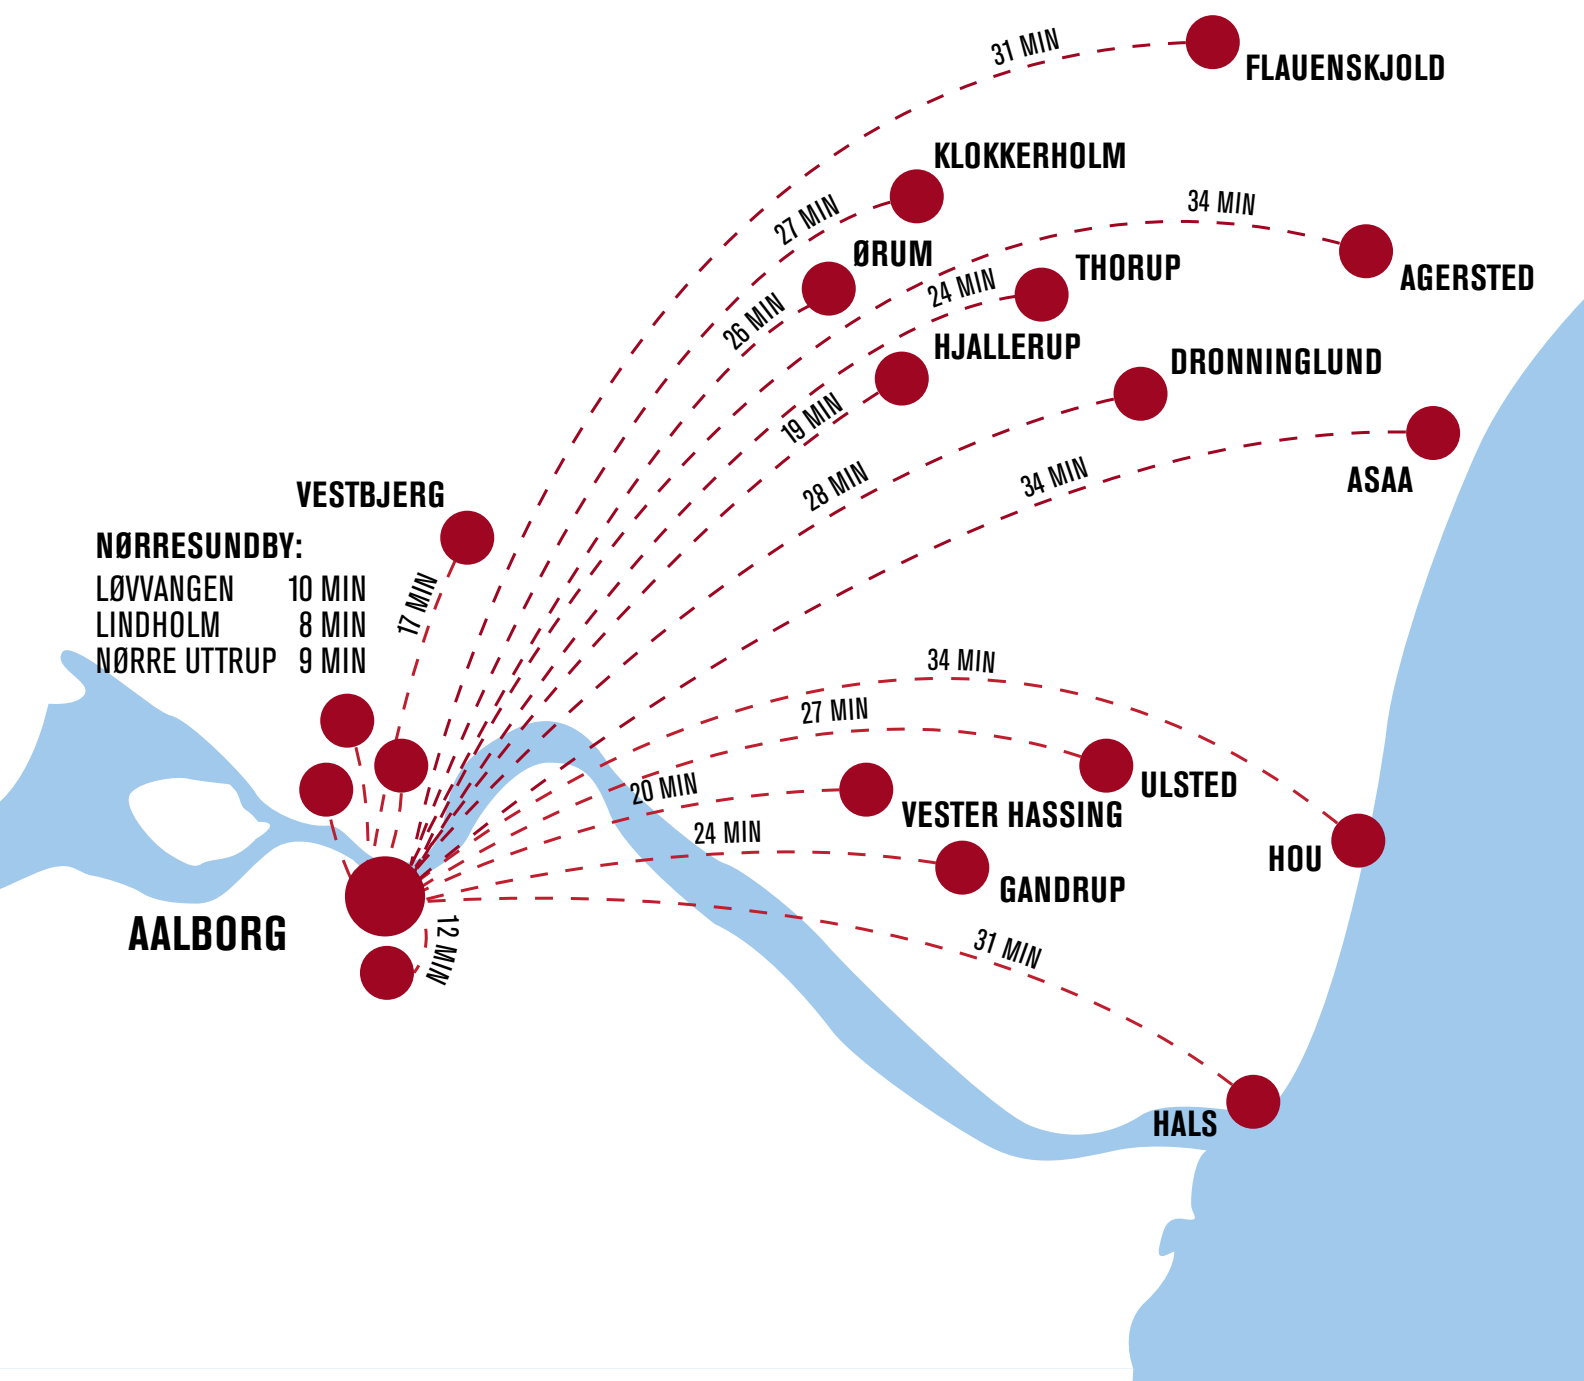 31 MIN
FLAUENSKJOLD
KLOKKERHOLM
27 MIN
34 MIN
ØRUM
THORUP
AGERSTED
24 MIN
26 MIN
HJALLERUP
DRONNINGLUND
19 MIN
28 MIN
34 MIN
ASAA
VESTBJERG
NØRRESUNDBY:
LØVVANGEN 10 MIN
LINDHOLM 8 MIN
NØRRE UTTRUP 9 MIN
17 MIN
34 MIN
27 MIN
20 MIN
ULSTED
VESTER HASSING
24 MIN
HOU
GANDRUP
AALBORG
12 MIN
31 MIN
HALS